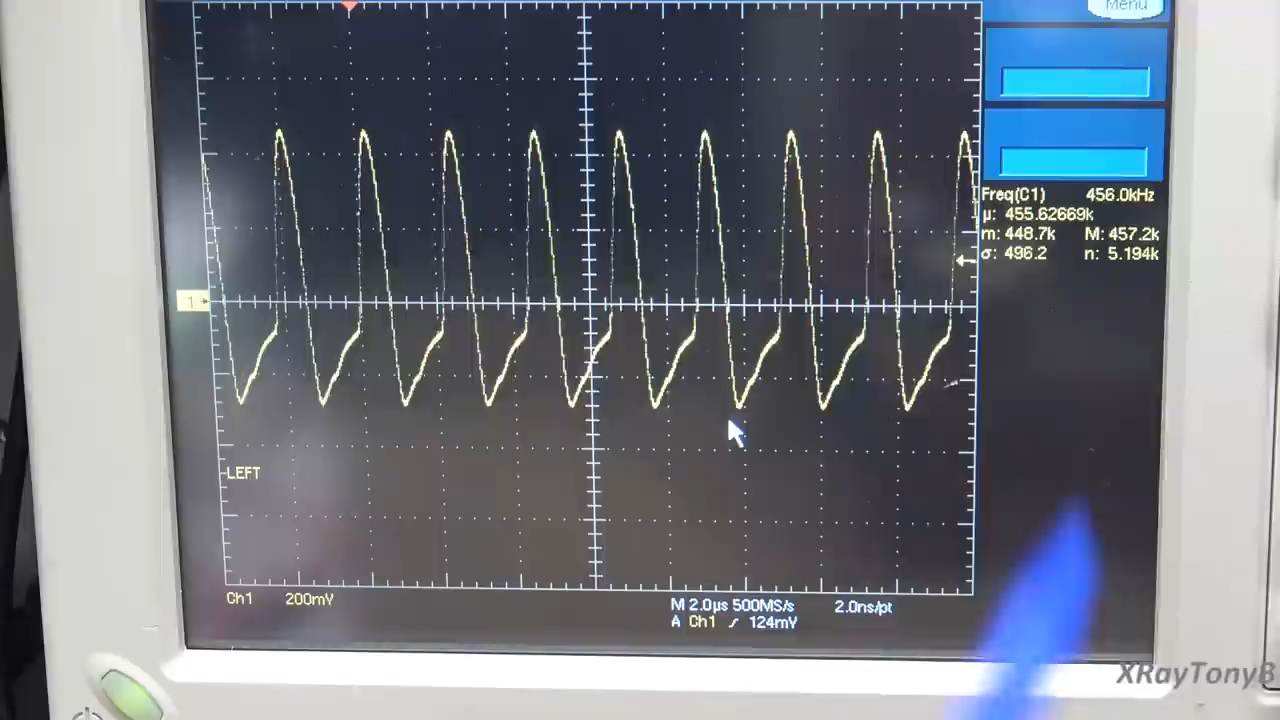 Menu
Freq(C1) 456.0kHz
µ: 455.62669k
m: 448.7k M: 457.2k
σ: 496.2 n: 5.194k
1
LEFT
Ch1 200mV
M 2.0µs 500MS/s 2.0ns/pt
A Ch1 124mV
XRayTonyB